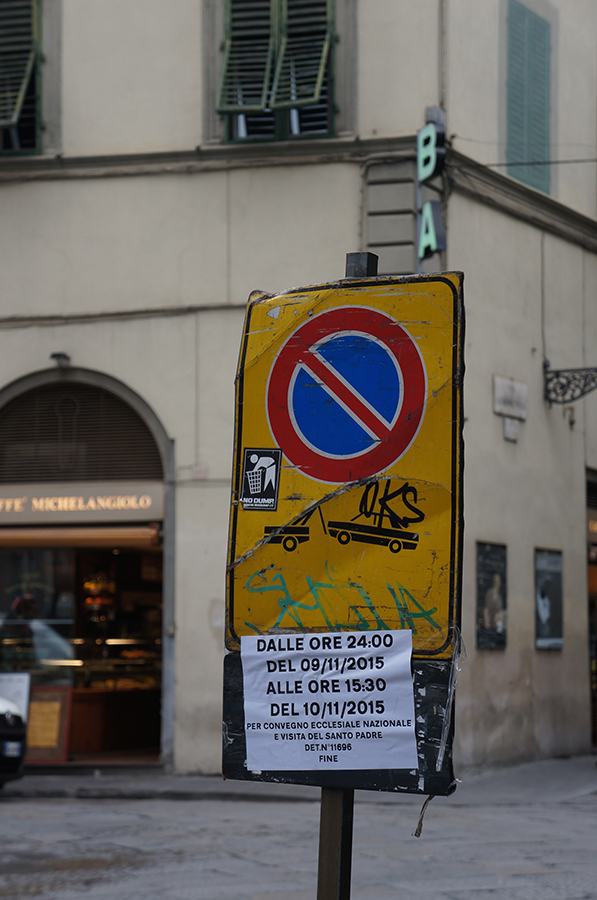 B
A
FFE' MICHELANGIOLO
NO DUMP!
OKS
DALLE ORE 24:00
DEL 09/11/2015
ALLE ORE 15:30
DEL 10/11/2015
PER CONVEGNO ECCLESIALE NAZIONALE
E VISITA DEL SANTO PADRE
DET.N°11696
FINE